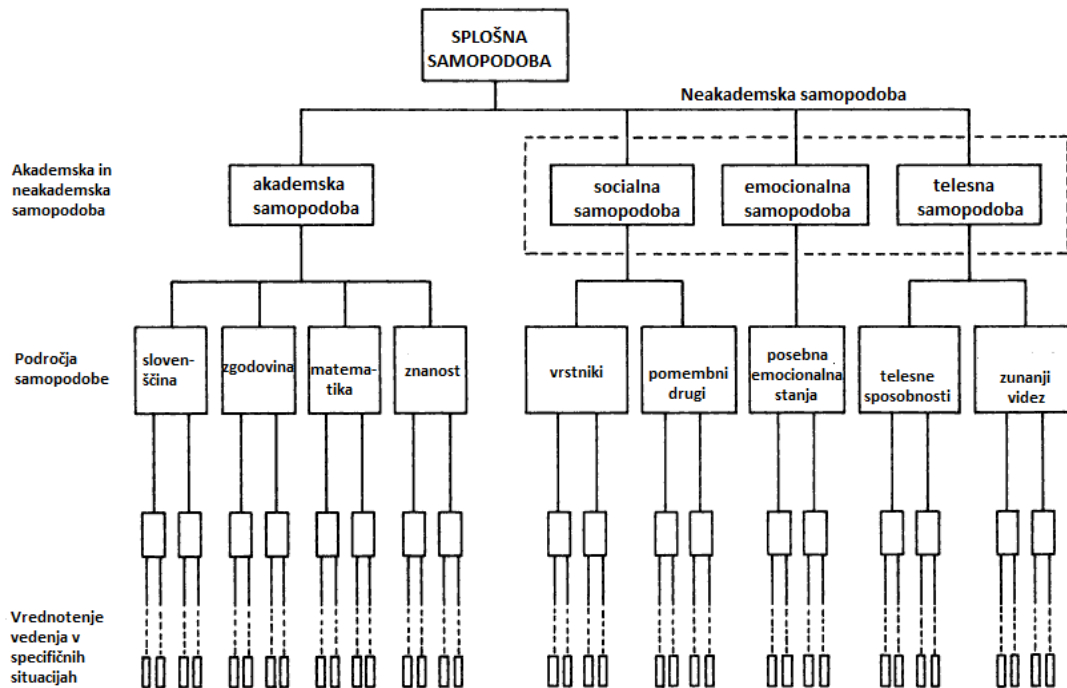 SPLOŠNA
SAMOPODOBA
Neakademska samopodoba
Akademska in
neakademska
samopodoba
akademska
samopodoba
socialna
samopodoba
emocionalna
samopodoba
telesna
samopodoba
Področja
samopodobe
sloven-
ščina
zgodovina
matema-
tika
znanost
vrstniki
pomembni
drugi
posebna
emocionalna
stanja
telesne
sposobnosti
zunanji
videz
Vrednotenje
vedenja v
specifičnih
situacijah